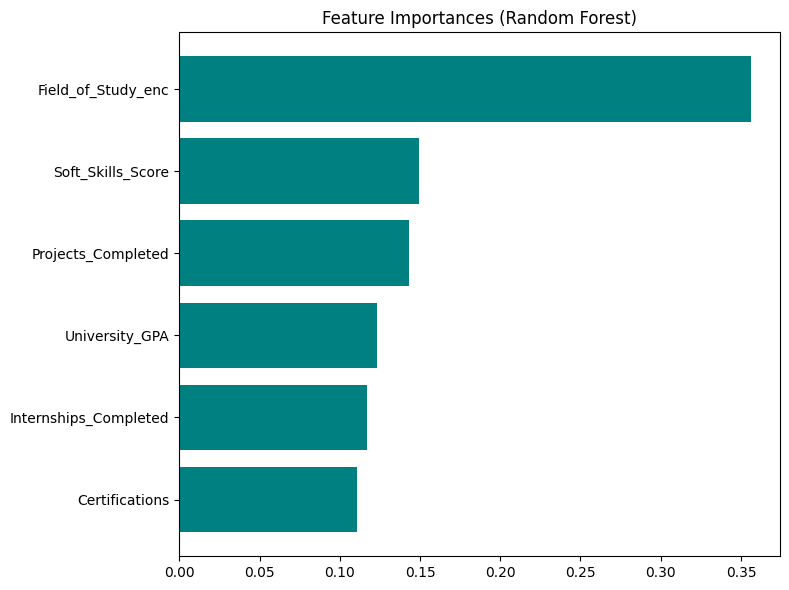 Feature Importances (Random Forest)
Field_of_Study_enc
Soft_Skills_Score
Projects_Completed
University_GPA
Internships_Completed
Certifications
0.00 0.05 0.10 0.15 0.20 0.25 0.30 0.35